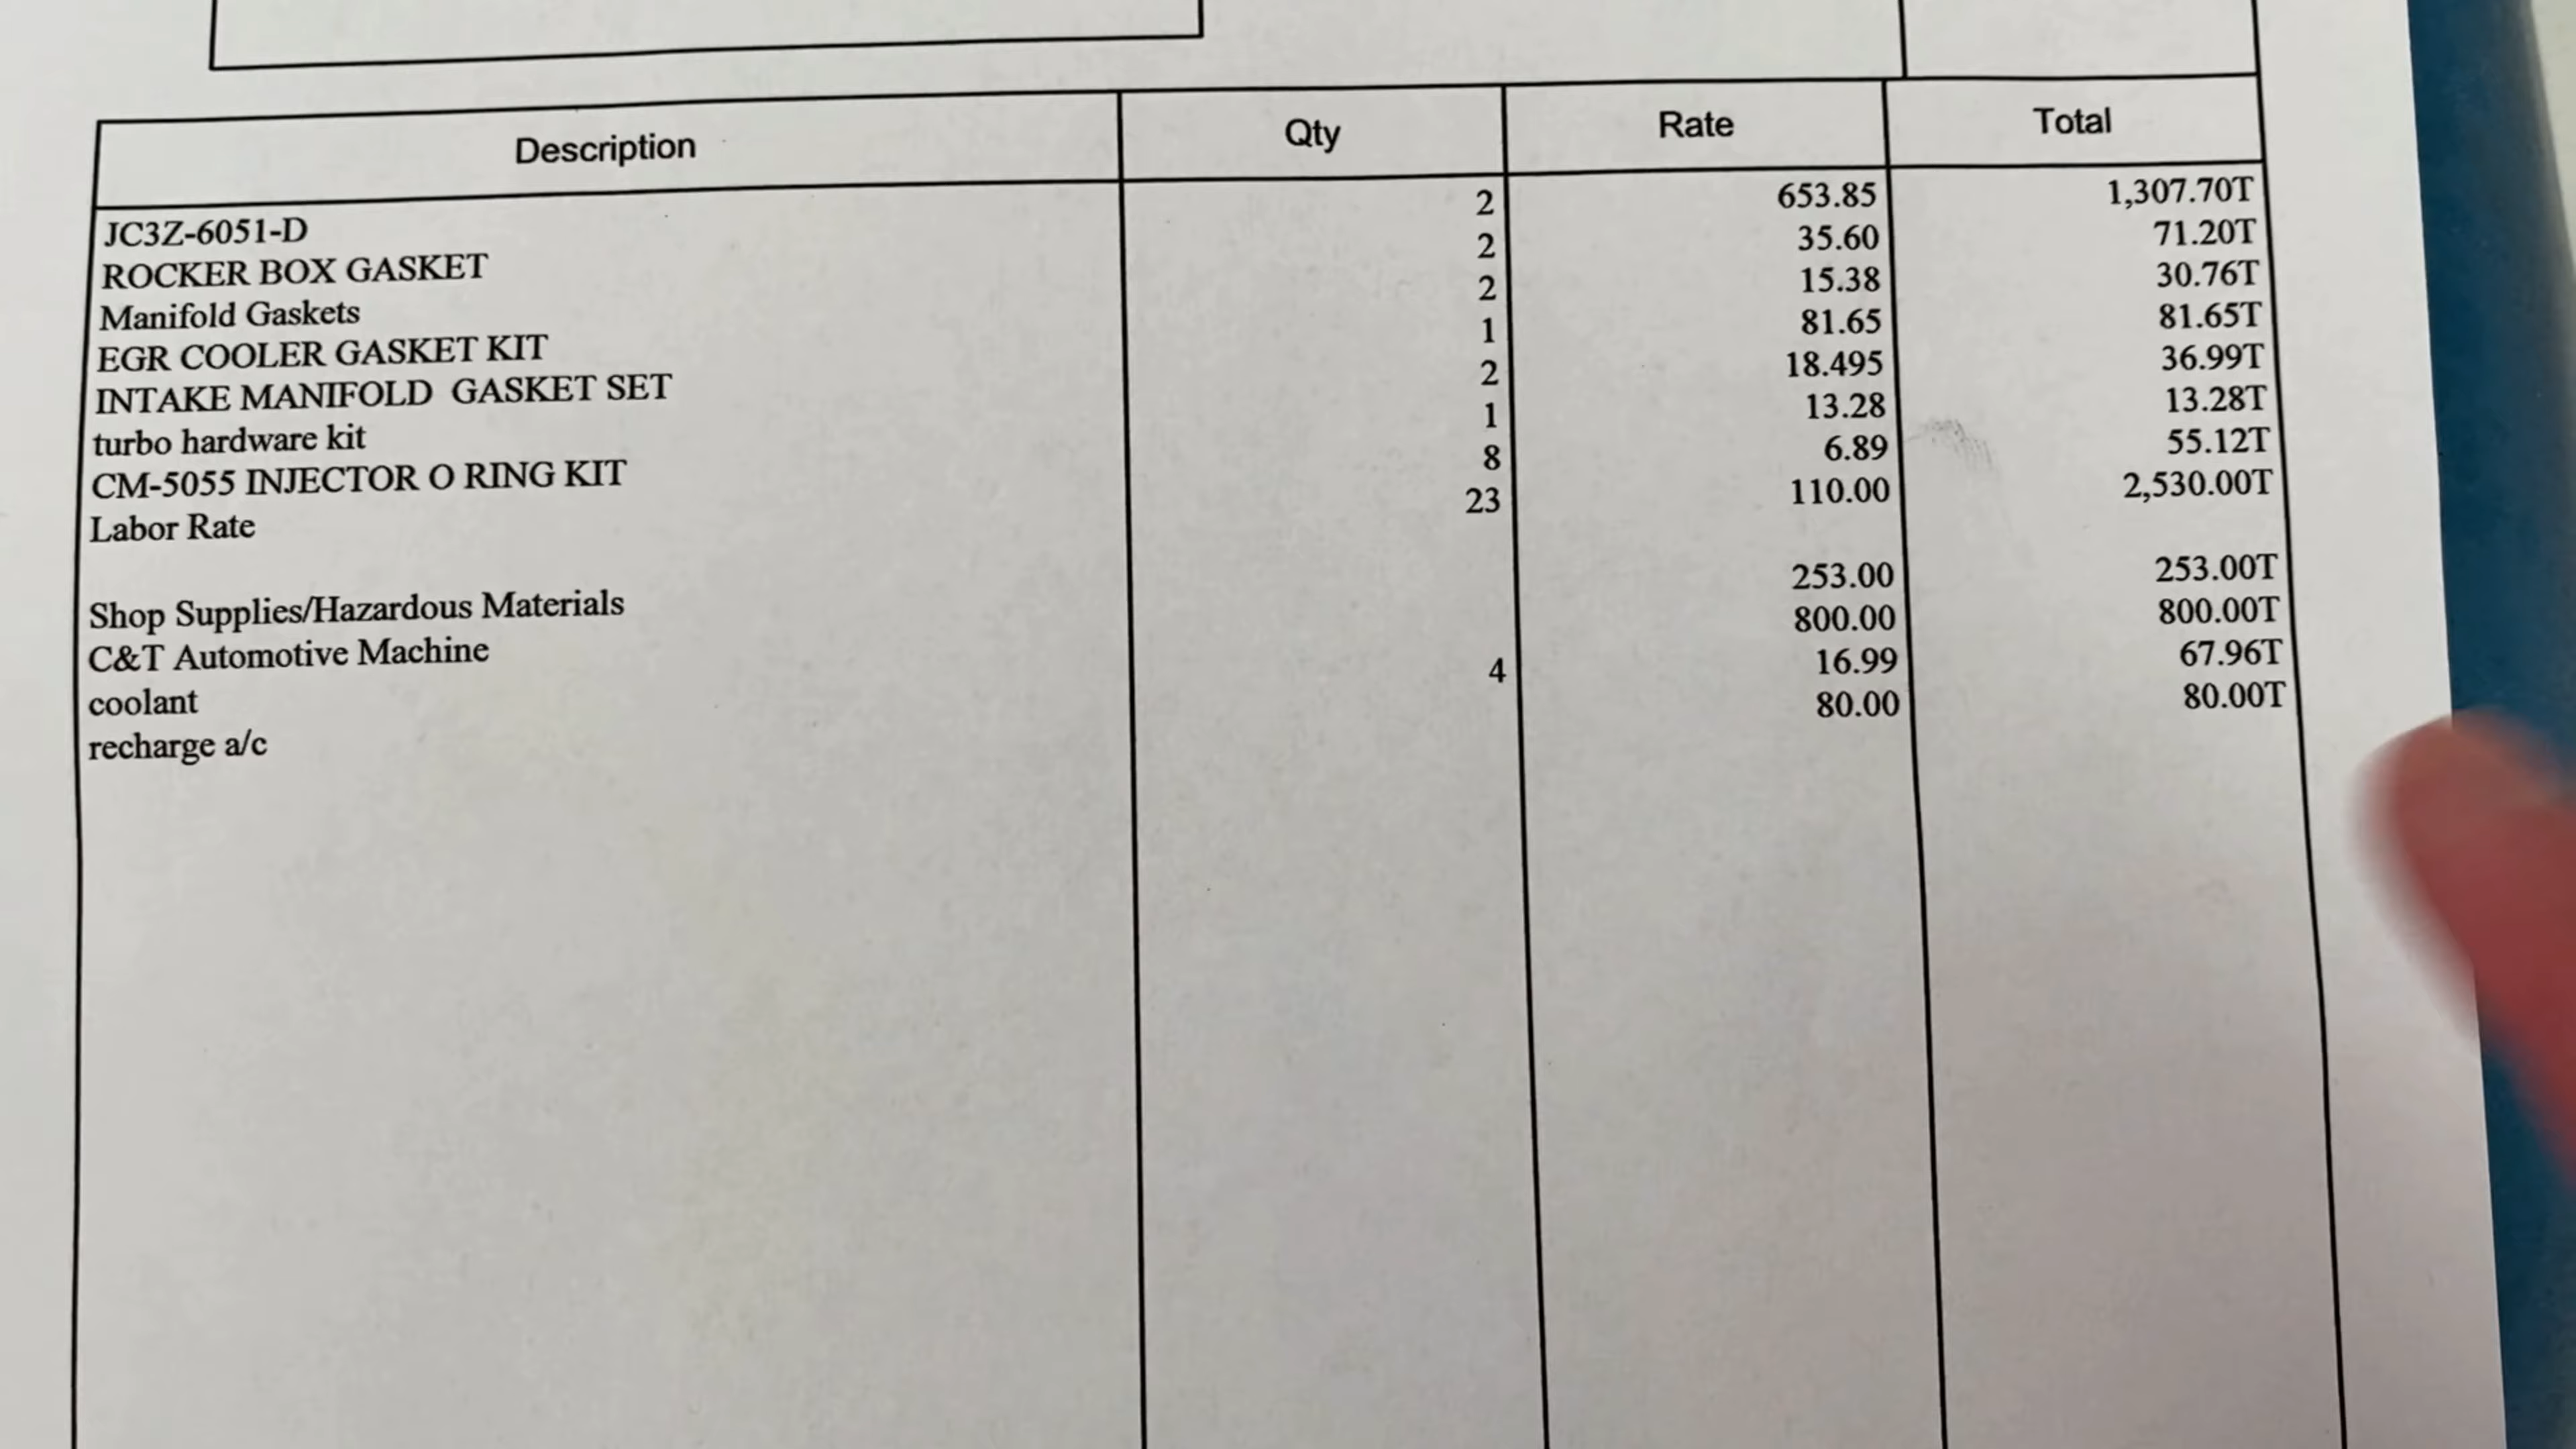 Description Qty Rate Total
JC3Z-6051-D 2 653.85 1,307.70T
ROCKER BOX GASKET 2 35.60 71.20T
Manifold Gaskets 2 15.38 30.76T
EGR COOLER GASKET KIT 1 81.65 81.65T
INTAKE MANIFOLD GASKET SET 2 18.495 36.99T
turbo hardware kit 1 13.28 13.28T
CM-5055 INJECTOR O RING KIT 8 6.89 55.12T
Labor Rate 23 110.00 2,530.00T
Shop Supplies/Hazardous Materials 253.00 253.00T
C&T Automotive Machine 800.00 800.00T
coolant 4 16.99 67.96T
recharge a/c 80.00 80.00T